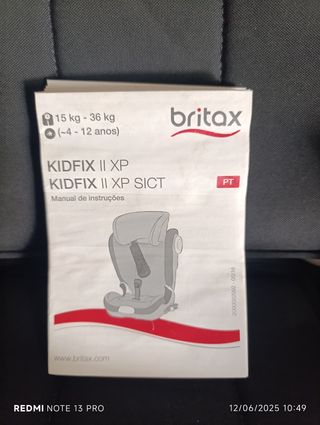 15 kg - 36 kg
(~4 - 12 anos)
britax
KIDFIX II XP
KIDFIX II XP SICT
PT
Manual de instruções
www.britax.com
REDMI NOTE 13 PRO
12/06/2025 10:49